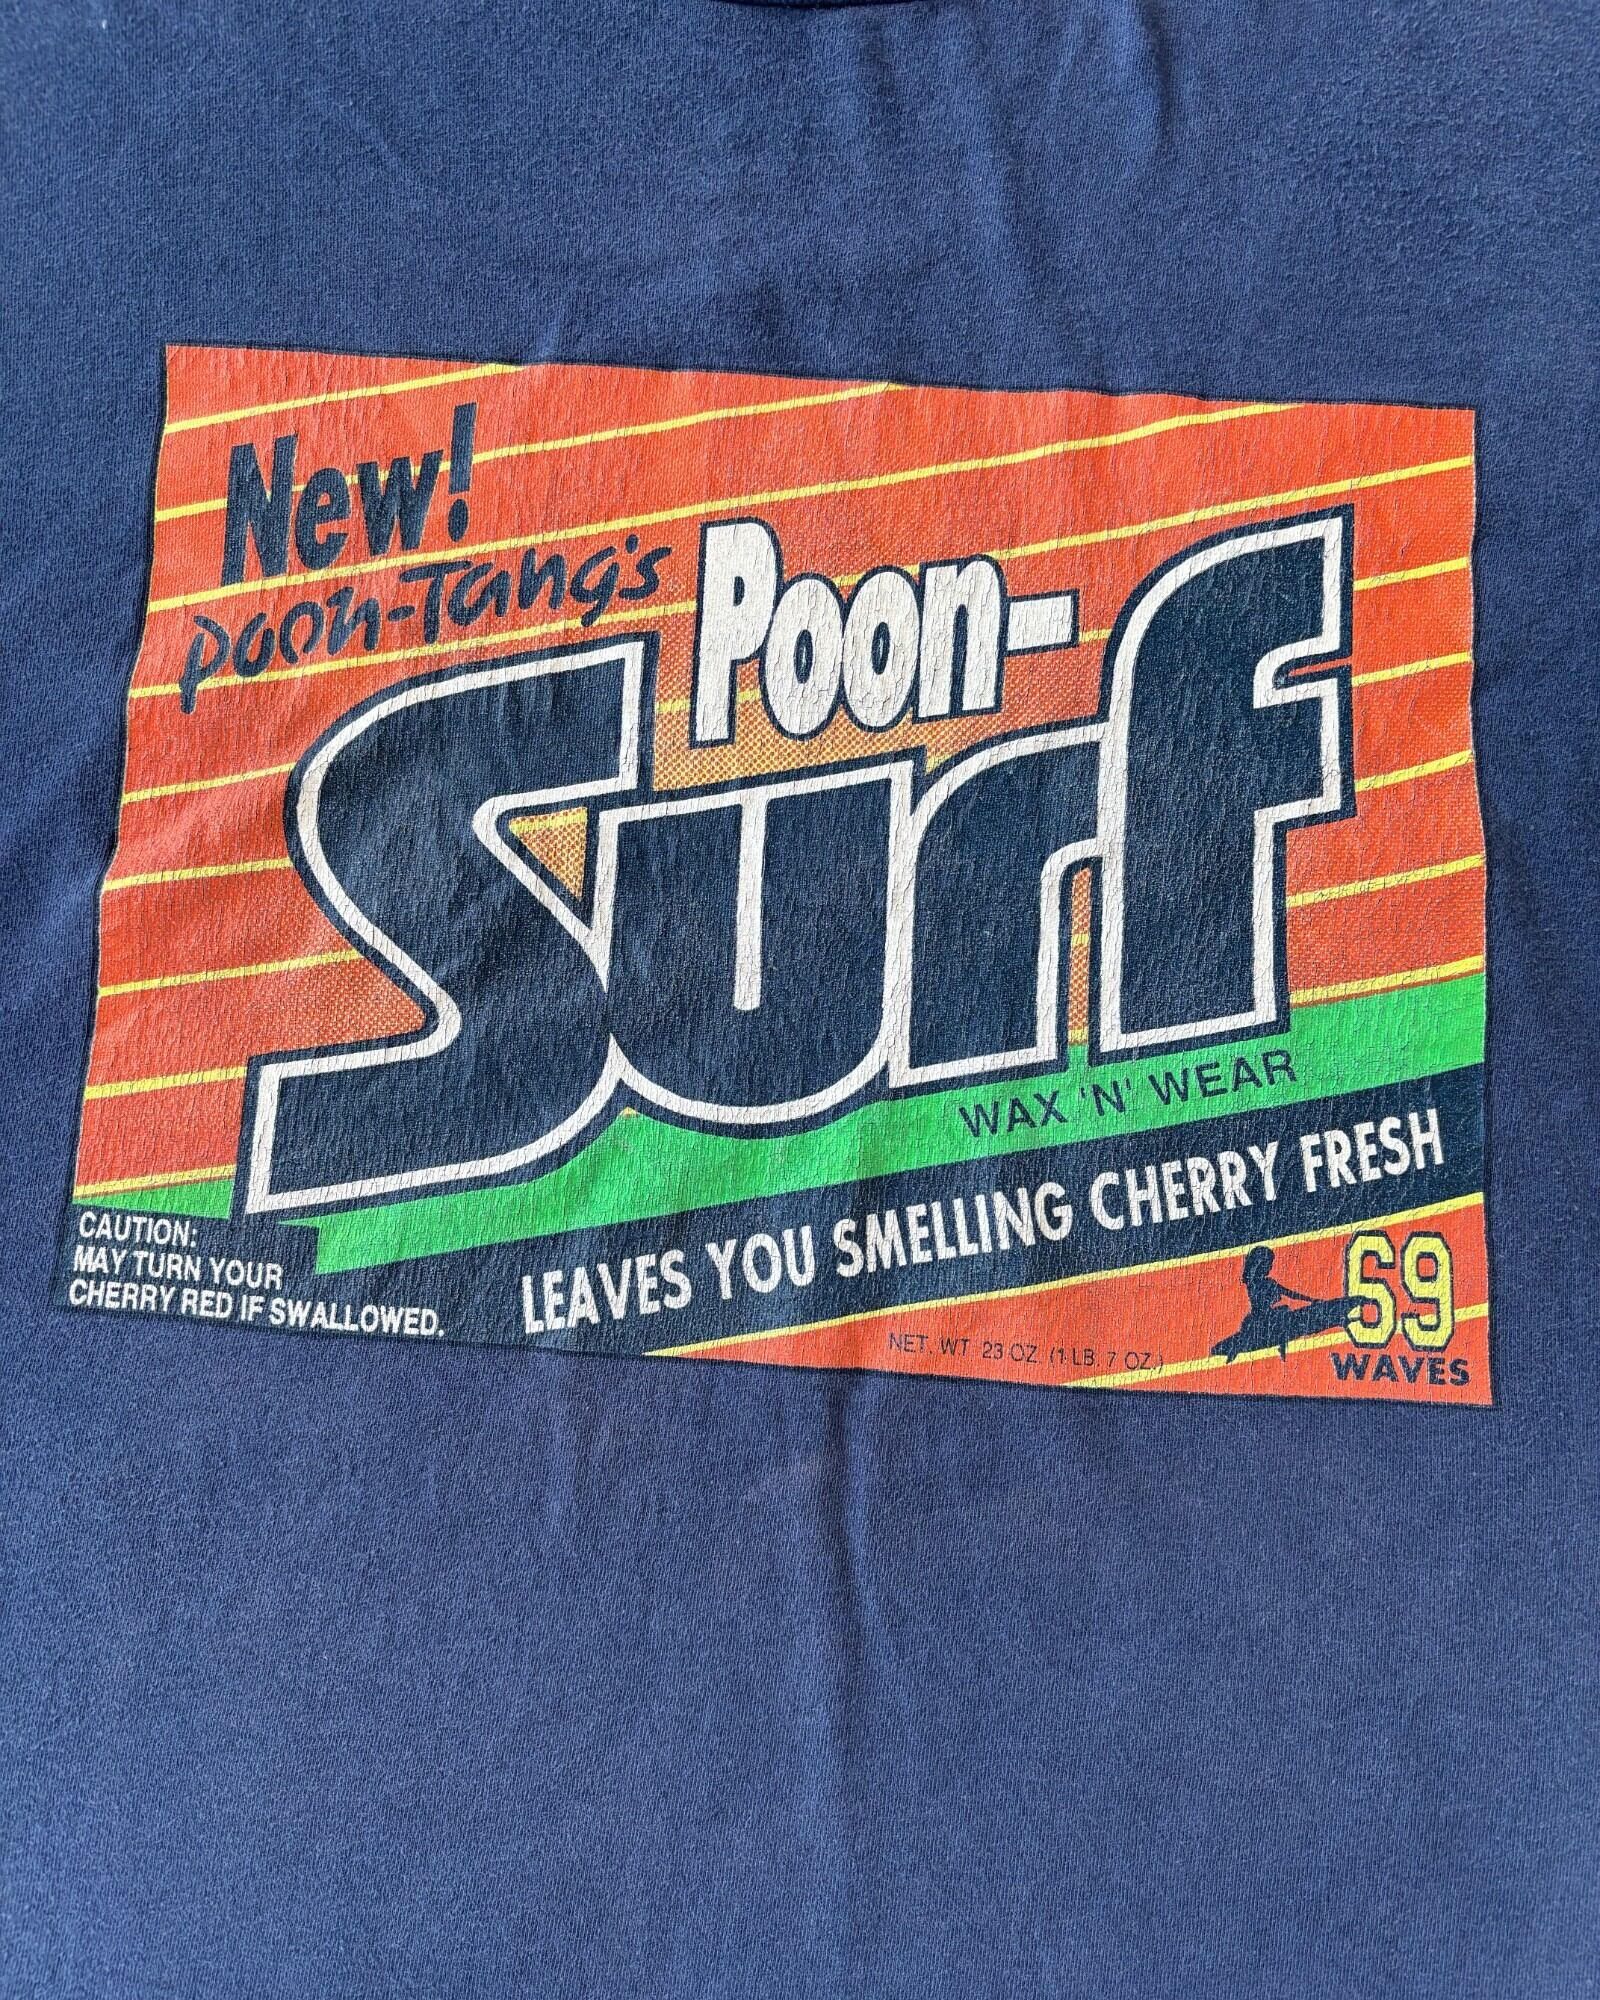 New!
Poon-Tang's
Poon-
Surf
WAX 'N' WEAR
LEAVES YOU SMELLING CHERRY FRESH
CAUTION:
MAY TURN YOUR
CHERRY RED IF SWALLOWED.
NET. WT 23 OZ. (1 LB. 7 OZ.)
69
WAVES